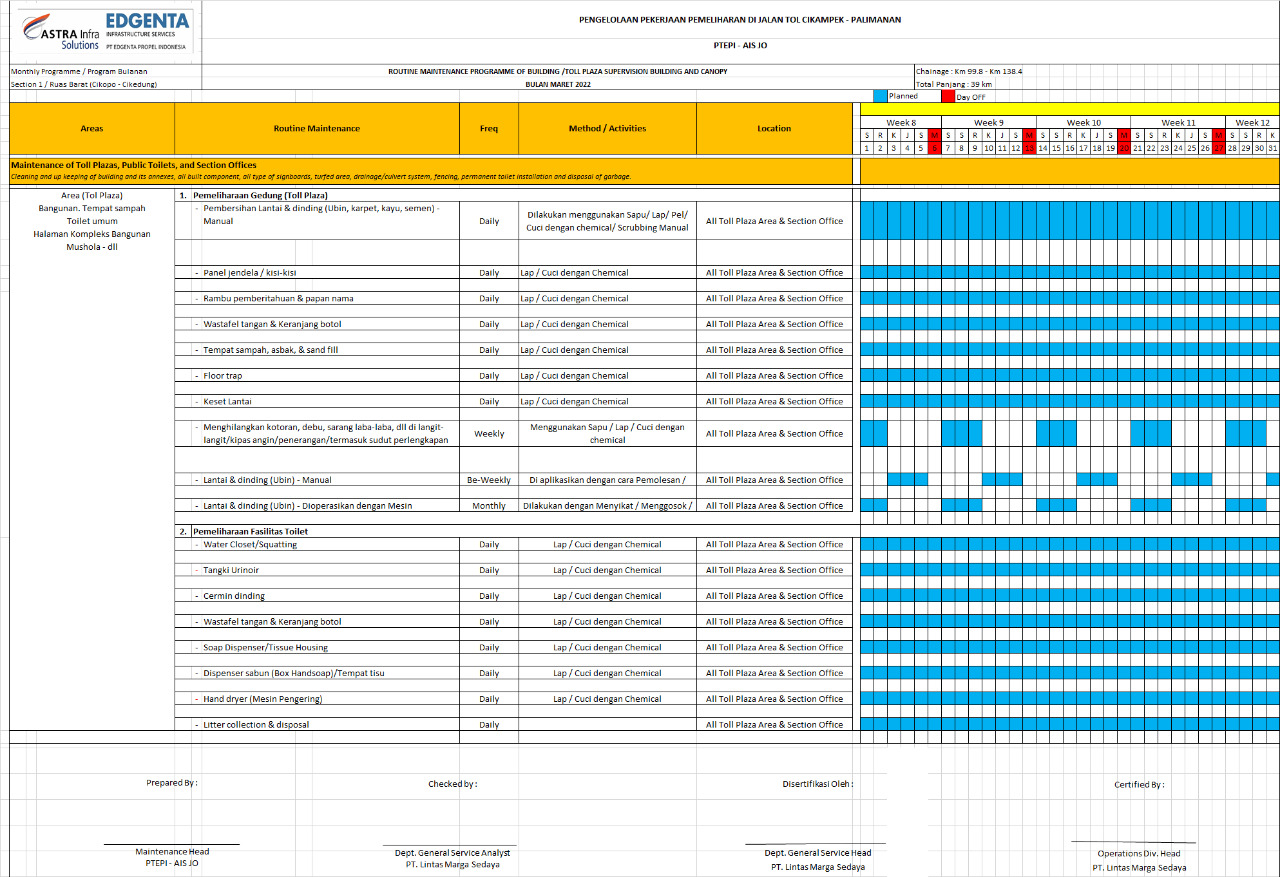 ASTRA Infra
Solutions
EDGENTA
INFRASTRUCTURE SERVICES
PT EDGENTA PROPEL INDONESIA
PENGELOLAAN PEKERJAAN PEMELIHARAN DI JALAN TOL CIKAMPEK - PALIMANAN
PTEPI - AIS JO
Monthly Programme / Program Bulanan
ROUTINE MAINTENANCE PROGRAMME OF BUILDING /TOLL PLAZA SUPERVISION BUILDING AND CANOPY
Chainage : Km 99.8 - Km 138.4
Section 1 / Ruas Barat (Cikopo - Cikedung)
BULAN MARET 2022
Total Panjang : 39 km
Planned
Day OFF
Areas
Routine Maintenance
Freq
Method / Activities
Location
Week 8 Week 9 Week 10 Week 11 Week 12
S R K J S M S S R K J S M S S R K J S M S S R K J S M S S R K
1 2 3 4 5 6 7 8 9 10 11 12 13 14 15 16 17 18 19 20 21 22 23 24 25 26 27 28 29 30 31
Maintenance of Toll Plazas, Public Toilets, and Section Offices
Cleaning and up keeping of building and its annexes, all built component, all type of signboards, turfed area, drainage/culvert system, fencing, permanent toilet installation and disposal of garbage.
Area (Tol Plaza)
Bangunan. Tempat sampah
Toilet umum
Halaman Kompleks Bangunan
Mushola - dll
1. Pemeliharaan Gedung (Toll Plaza)
- Pembersihan Lantai & dinding (Ubin, karpet, kayu, semen) -
Manual
Daily
Dilakukan menggunakan Sapu/ Lap/ Pel/
Cuci dengan chemical/ Scrubbing Manual
All Toll Plaza Area & Section Office
- Panel jendela / kisi-kisi Daily Lap / Cuci dengan Chemical All Toll Plaza Area & Section Office
- Rambu pemberitahuan & papan nama Daily Lap / Cuci dengan Chemical All Toll Plaza Area & Section Office
- Wastafel tangan & Keranjang botol Daily Lap / Cuci dengan Chemical All Toll Plaza Area & Section Office
- Tempat sampah, asbak, & sand fill Daily Lap / Cuci dengan Chemical All Toll Plaza Area & Section Office
- Floor trap Daily Lap / Cuci dengan Chemical All Toll Plaza Area & Section Office
- Keset Lantai Daily Lap / Cuci dengan Chemical All Toll Plaza Area & Section Office
- Menghilangkan kotoran, debu, sarang laba-laba, dll di langit-
langit/kipas angin/penerangan/termasuk sudut perlengkapan
Weekly
Menggunakan Sapu / Lap / Cuci dengan
chemical
All Toll Plaza Area & Section Office
- Lantai & dinding (Ubin) - Manual Be-Weekly Di aplikasikan dengan cara Pemolesan / All Toll Plaza Area & Section Office
- Lantai & dinding (Ubin) - Dioperasikan dengan Mesin Monthly Dilakukan dengan Menyikat / Menggosok / All Toll Plaza Area & Section Office
2. Pemeliharaan Fasilitas Toilet
- Water Closet/Squatting Daily Lap / Cuci dengan Chemical All Toll Plaza Area & Section Office
- Tangki Urinoir Daily Lap / Cuci dengan Chemical All Toll Plaza Area & Section Office
- Cermin dinding Daily Lap / Cuci dengan Chemical All Toll Plaza Area & Section Office
- Wastafel tangan & Keranjang botol Daily Lap / Cuci dengan Chemical All Toll Plaza Area & Section Office
- Soap Dispenser/Tissue Housing Daily Lap / Cuci dengan Chemical All Toll Plaza Area & Section Office
- Dispenser sabun (Box Handsoap)/Tempat tisu Daily Lap / Cuci dengan Chemical All Toll Plaza Area & Section Office
- Hand dryer (Mesin Pengering) Daily Lap / Cuci dengan Chemical All Toll Plaza Area & Section Office
- Litter collection & disposal Daily All Toll Plaza Area & Section Office
Prepared By : Checked by : Disertifikasi Oleh : Certified By :
Maintenance Head
PTEPI - AIS JO
Dept. General Service Analyst
PT. Lintas Marga Sedaya
Dept. General Service Head
PT. Lintas Marga Sedaya
Operations Div. Head
PT. Lintas Marga Sedaya